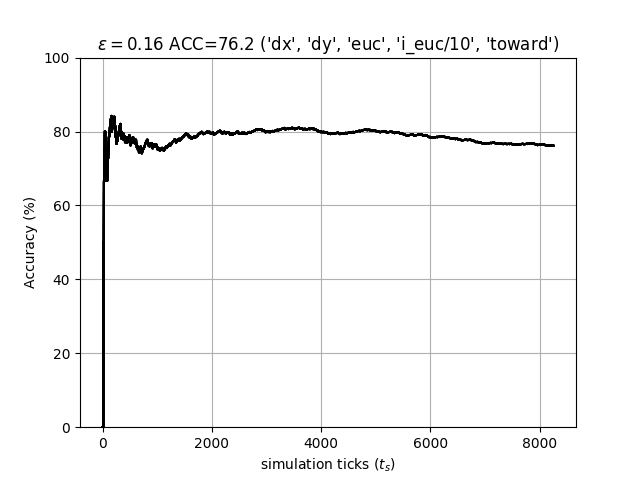 ε = 0.16 ACC=76.2 ('dx', 'dy', 'euc', 'i_euc/10', 'toward')
100
80
60
40
20
0
Accuracy (%)
0 2000 4000 6000 8000
simulation ticks (tₛ)